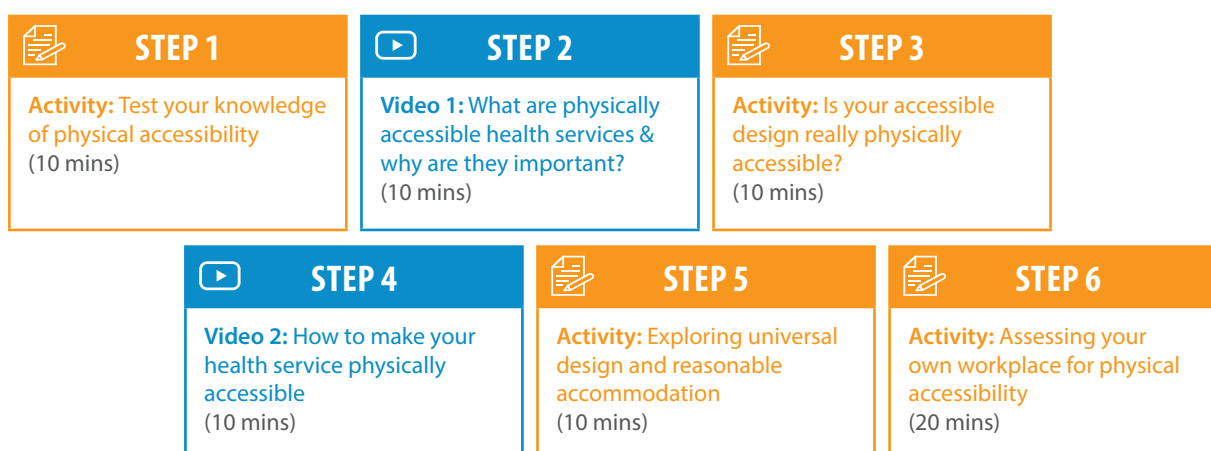 STEP 1
Activity: Test your knowledge
of physical accessibility
(10 mins)
STEP 2
Video 1: What are physically
accessible health services &
why are they important?
(10 mins)
STEP 3
Activity: Is your accessible
design really physically
accessible?
(10 mins)
STEP 4
Video 2: How to make your
health service physically
accessible
(10 mins)
STEP 5
Activity: Exploring universal
design and reasonable
accommodation
(10 mins)
STEP 6
Activity: Assessing your
own workplace for physical
accessibility
(20 mins)